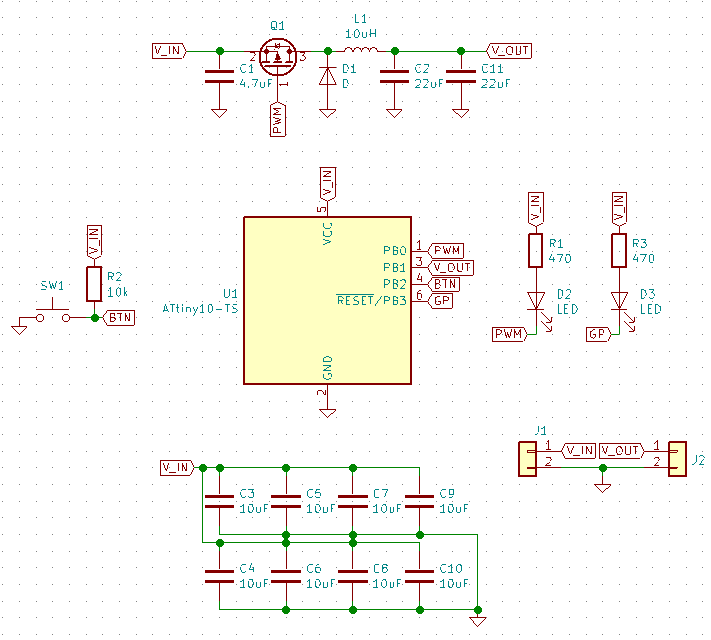 Q1
L1
10uH
V_IN
2
3
V_OUT
C1
4.7uF
1
D1
D
C2
22uF
C11
22uF
PWM
V_IN
5
VCC
V_IN
V_IN
V_IN
PB0
1
PWM
PB1
3
V_OUT
PB2
4
BTN
RESET/PB3
6
GP
R1
470
R3
470
SW1
R2
10k
BTN
U1
ATtiny10-TS
D2
LED
D3
LED
PWM
GP
GND
2
J1
1
V_IN
V_OUT
1
2
2
J2
V_IN
C3
10uF
C5
10uF
C7
10uF
C9
10uF
C4
10uF
C6
10uF
C8
10uF
C10
10uF